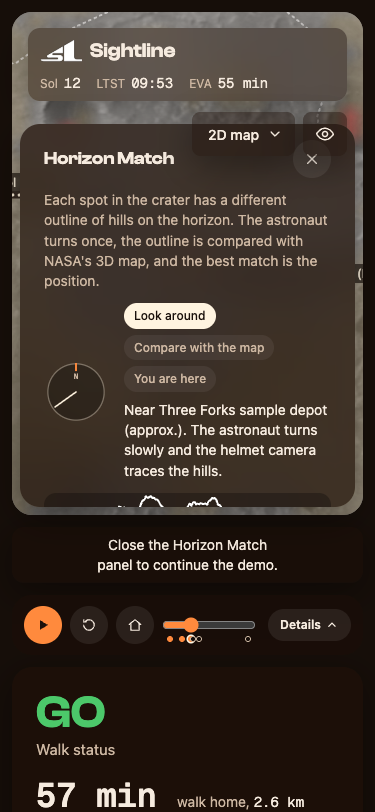 Sightline
Sol 12 LTST 09:53 EVA 55 min
2D map
Horizon Match
Each spot in the crater has a different
outline of hills on the horizon. The astronaut
turns once, the outline is compared with
NASA's 3D map, and the best match is the
position.
Look around
Compare with the map
You are here
N
Near Three Forks sample depot
(approx.). The astronaut turns
slowly and the helmet camera
traces the hills.
Close the Horizon Match
panel to continue the demo.
Details
GO
Walk status
57 min walk home, 2.6 km